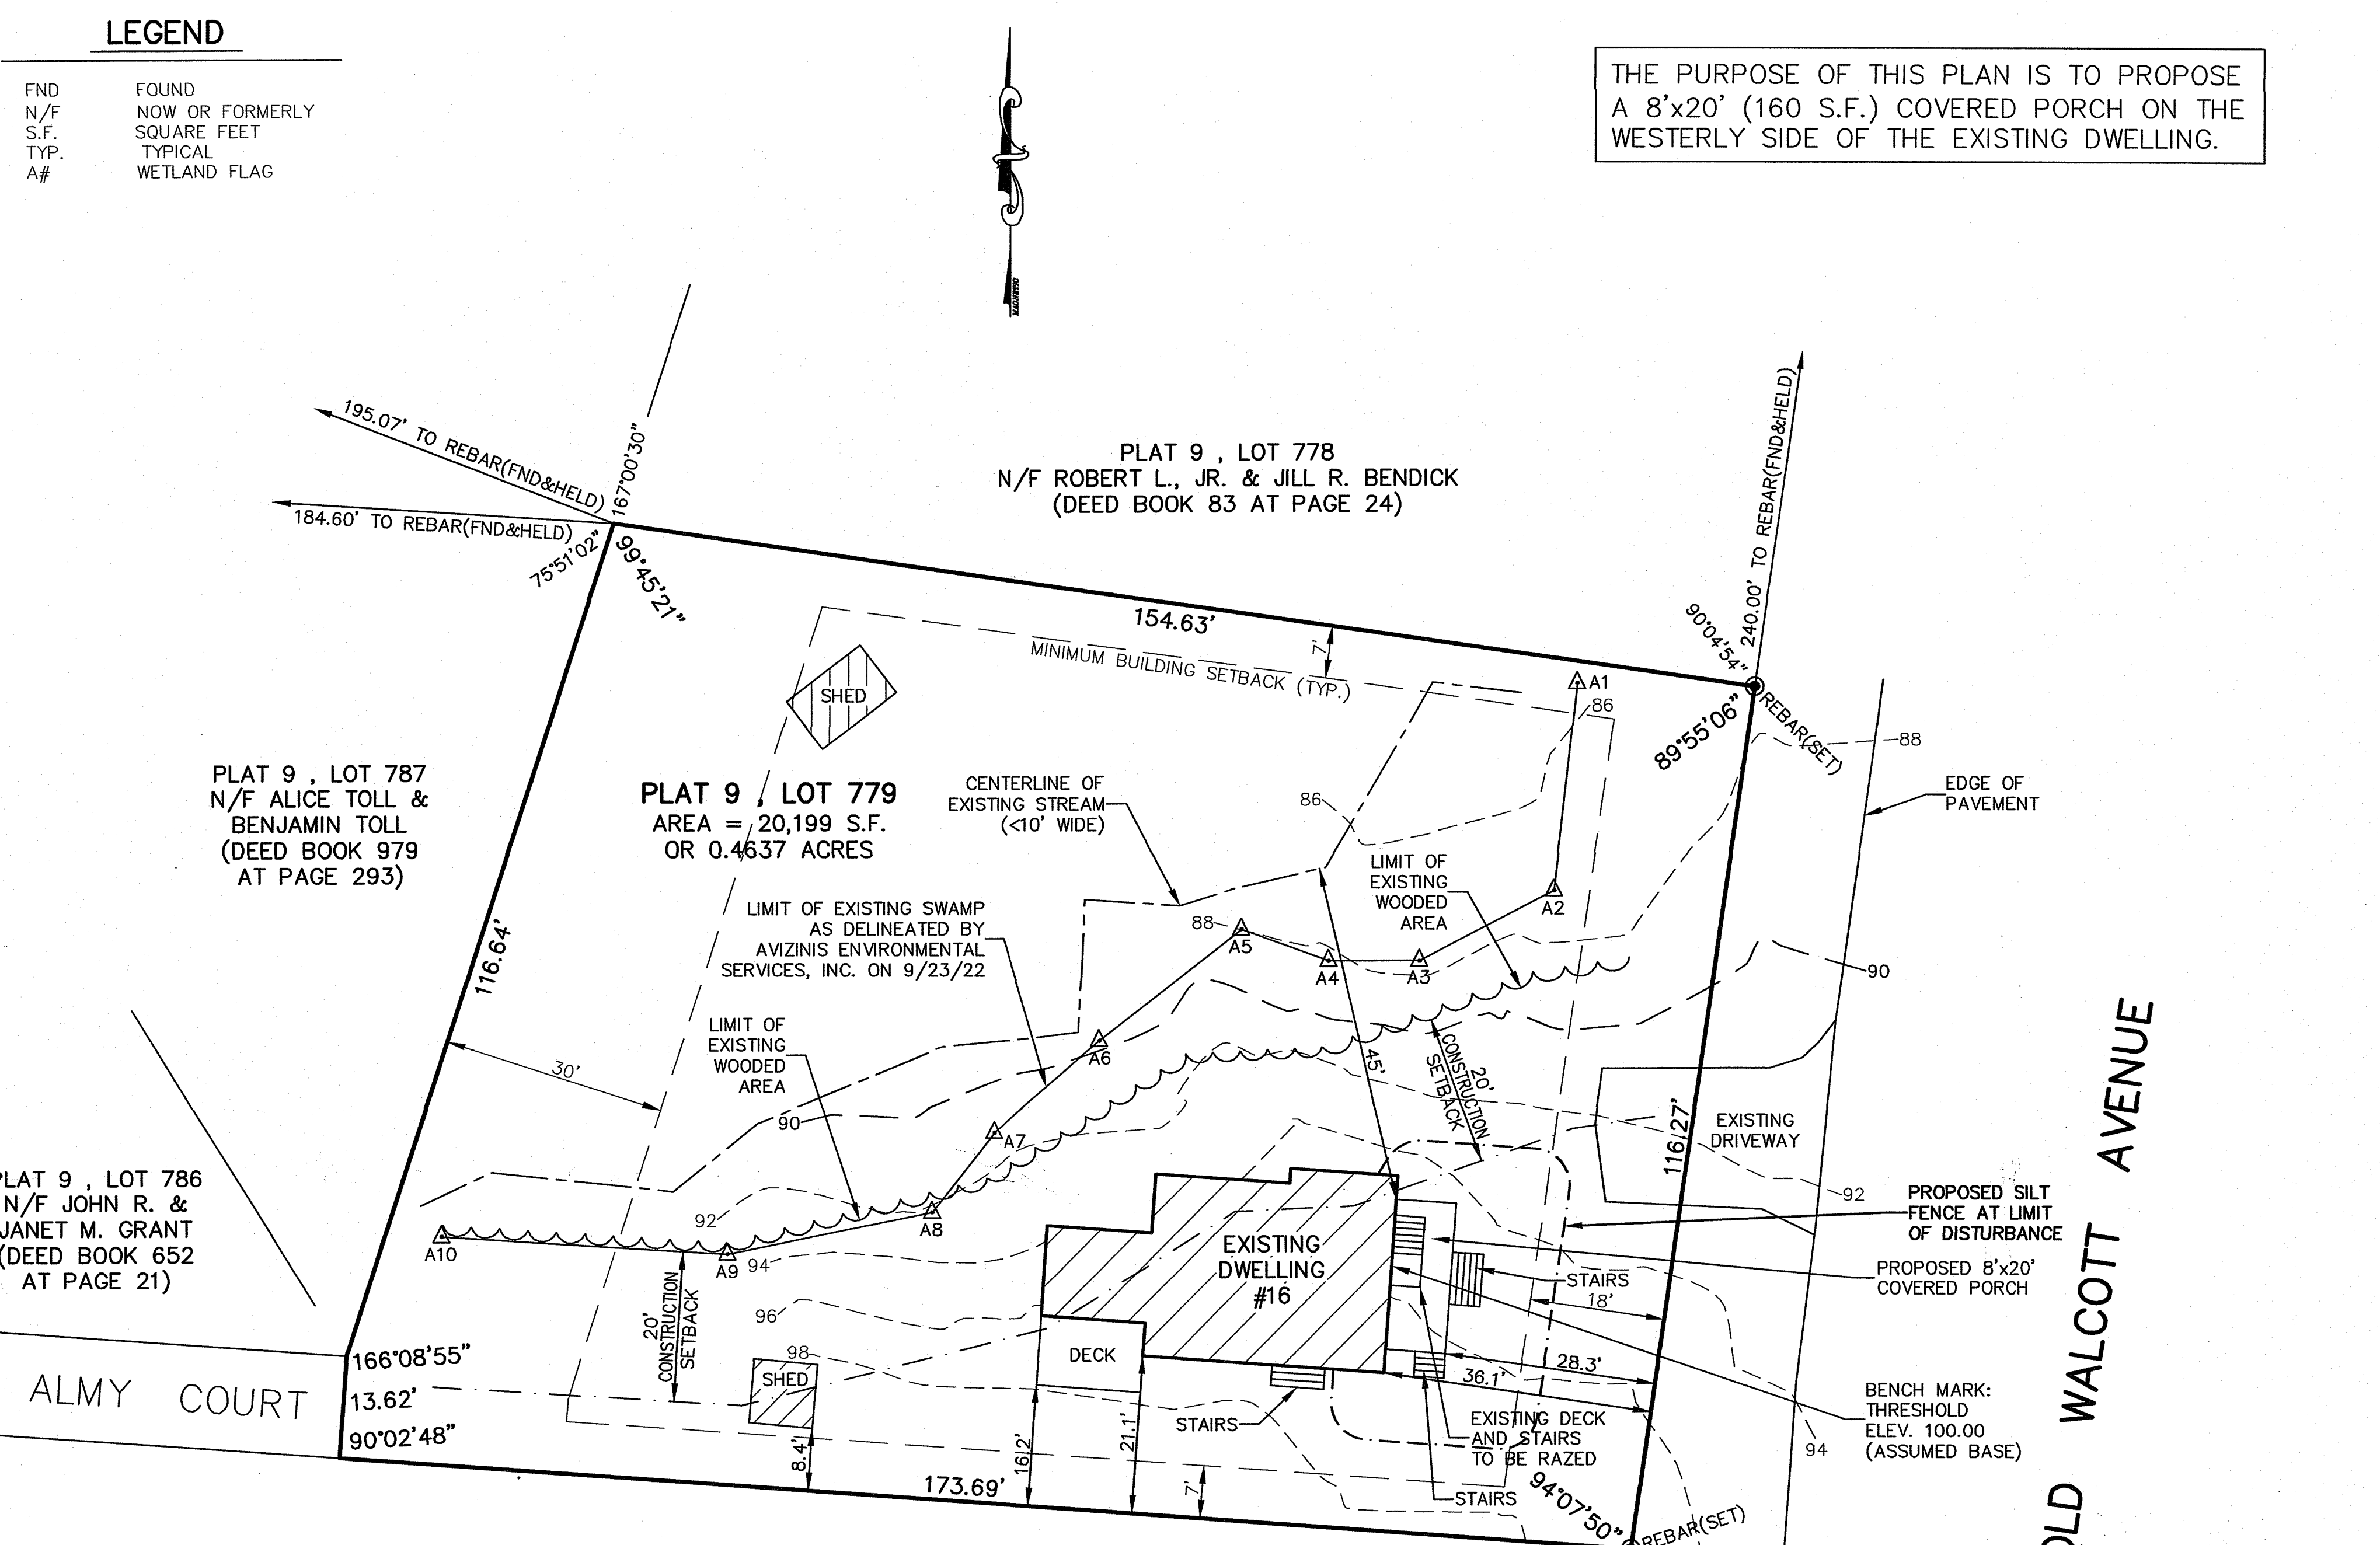 LEGEND
FND FOUND
N/F NOW OR FORMERLY
S.F. SQUARE FEET
TYP. TYPICAL
A# WETLAND FLAG
THE PURPOSE OF THIS PLAN IS TO PROPOSE
A 8'x20' (160 S.F.) COVERED PORCH ON THE
WESTERLY SIDE OF THE EXISTING DWELLING.
195.07' TO REBAR(FND&HELD)
184.60' TO REBAR(FND&HELD)
167°00'30"
75°51'02"
99°45'21"
PLAT 9 , LOT 778
N/F ROBERT L., JR. & JILL R. BENDICK
(DEED BOOK 83 AT PAGE 24)
240.00' TO REBAR(FND&HELD)
90°04'54"
89°55'06"
REBAR(SET)
154.63'
7'
MINIMUM BUILDING SETBACK (TYP.)
SHED
A1
86
88
EDGE OF
PAVEMENT
PLAT 9 , LOT 787
N/F ALICE TOLL &
BENJAMIN TOLL
(DEED BOOK 979
AT PAGE 293)
PLAT 9 , LOT 779
AREA = 20,199 S.F.
OR 0.4637 ACRES
CENTERLINE OF
EXISTING STREAM
(<10' WIDE)
86
LIMIT OF
EXISTING
WOODED
AREA
A2
LIMIT OF EXISTING SWAMP
AS DELINEATED BY
AVIZINIS ENVIRONMENTAL
SERVICES, INC. ON 9/23/22
88
A5
A4
A3
90
116.64'
LIMIT OF
EXISTING
WOODED
AREA
30'
A6
45'
20'
CONSTRUCTION
SETBACK
90
A7
116.27'
EXISTING
DRIVEWAY
92
PLAT 9 , LOT 786
N/F JOHN R. &
JANET M. GRANT
(DEED BOOK 652
AT PAGE 21)
92
A8
A10
A9
94
EXISTING
DWELLING
#16
PROPOSED SILT
FENCE AT LIMIT
OF DISTURBANCE
PROPOSED 8'x20'
COVERED PORCH
STAIRS
18'
96
98
20'
CONSTRUCTION
SETBACK
DECK
SHED
28.3'
36.1'
BENCH MARK:
THRESHOLD
ELEV. 100.00
(ASSUMED BASE)
166°08'55"
13.62'
90°02'48"
ALMY COURT
STAIRS
EXISTING DECK
AND STAIRS
TO BE RAZED
94
8.4'
16.2'
21.1'
173.69'
7'
STAIRS
94°07'50"
REBAR(SET)
OLD WALCOTT AVENUE